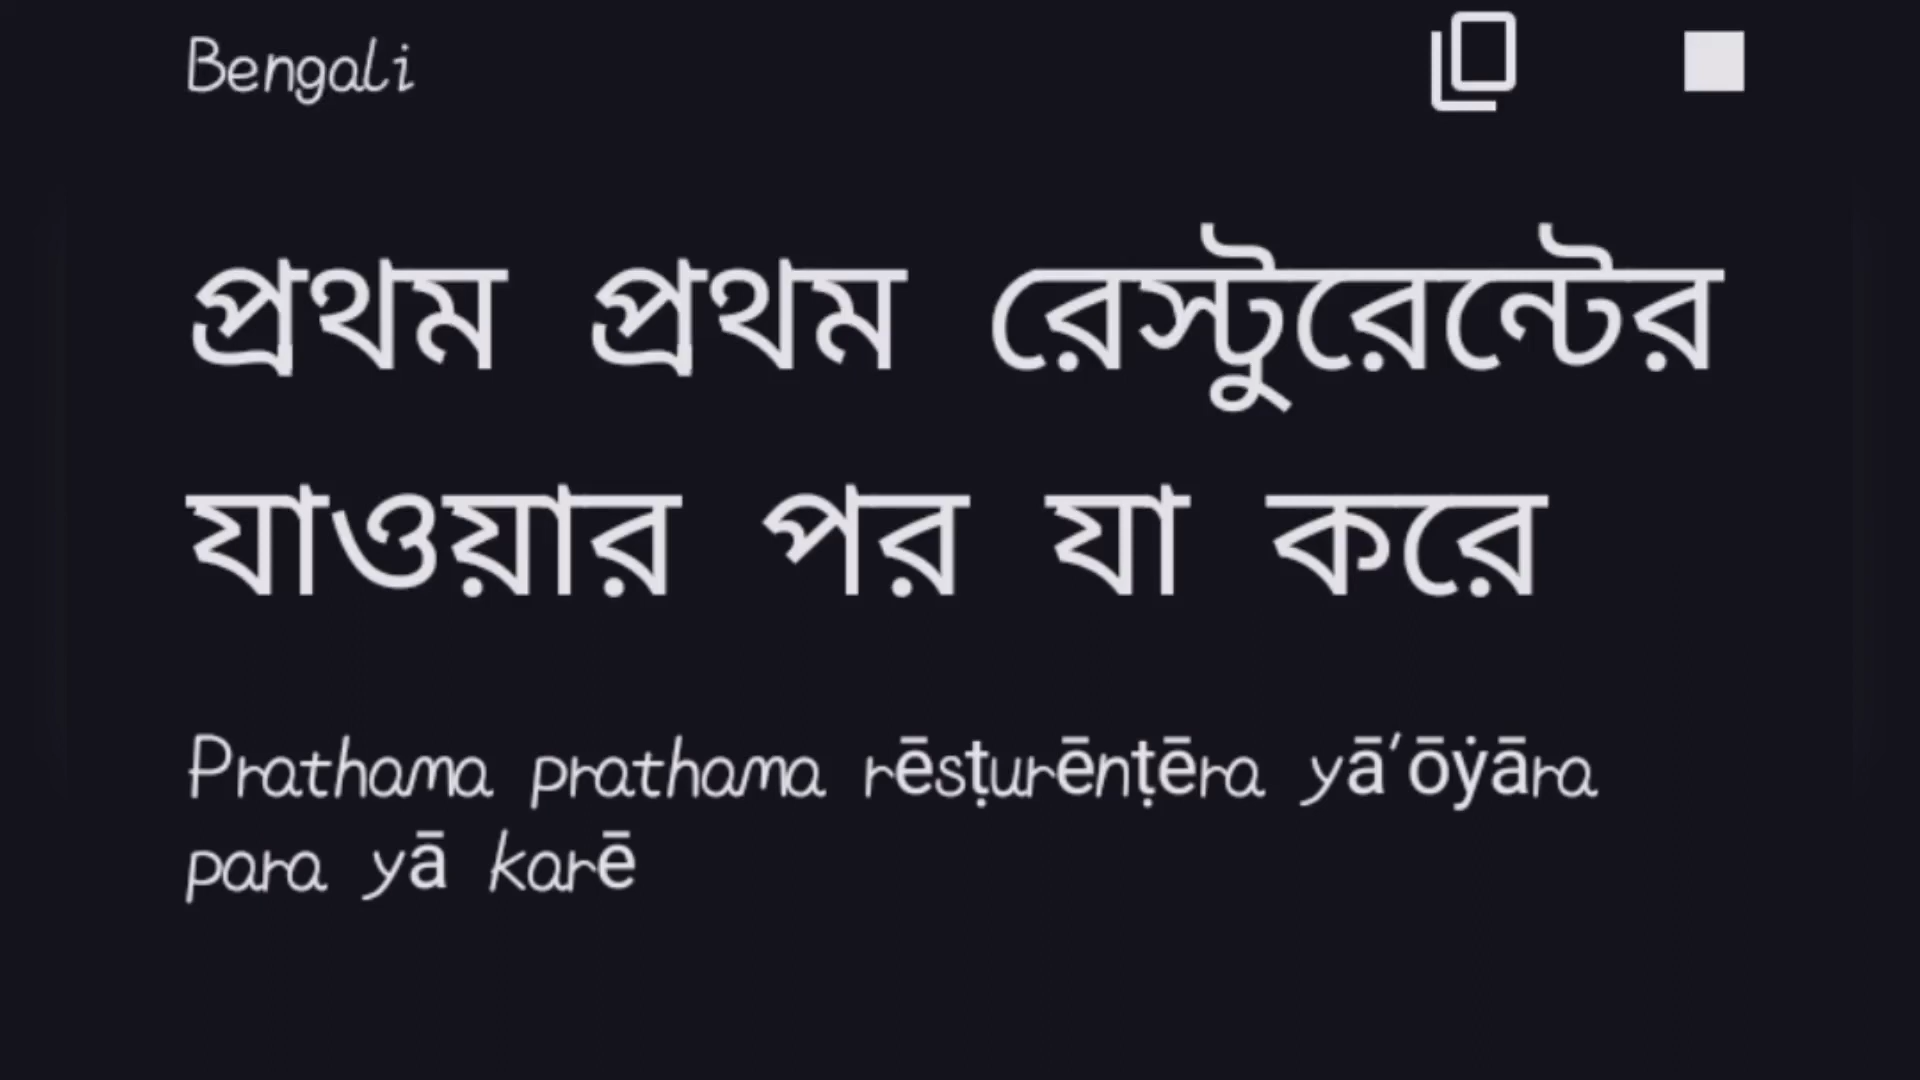 Bengali
প্রথম প্রথম রেস্টুরেন্টের
যাওয়ার পর যা করে
Prathama prathama rēsṭurēnṭēra yā'ōẏāra
para yā karē